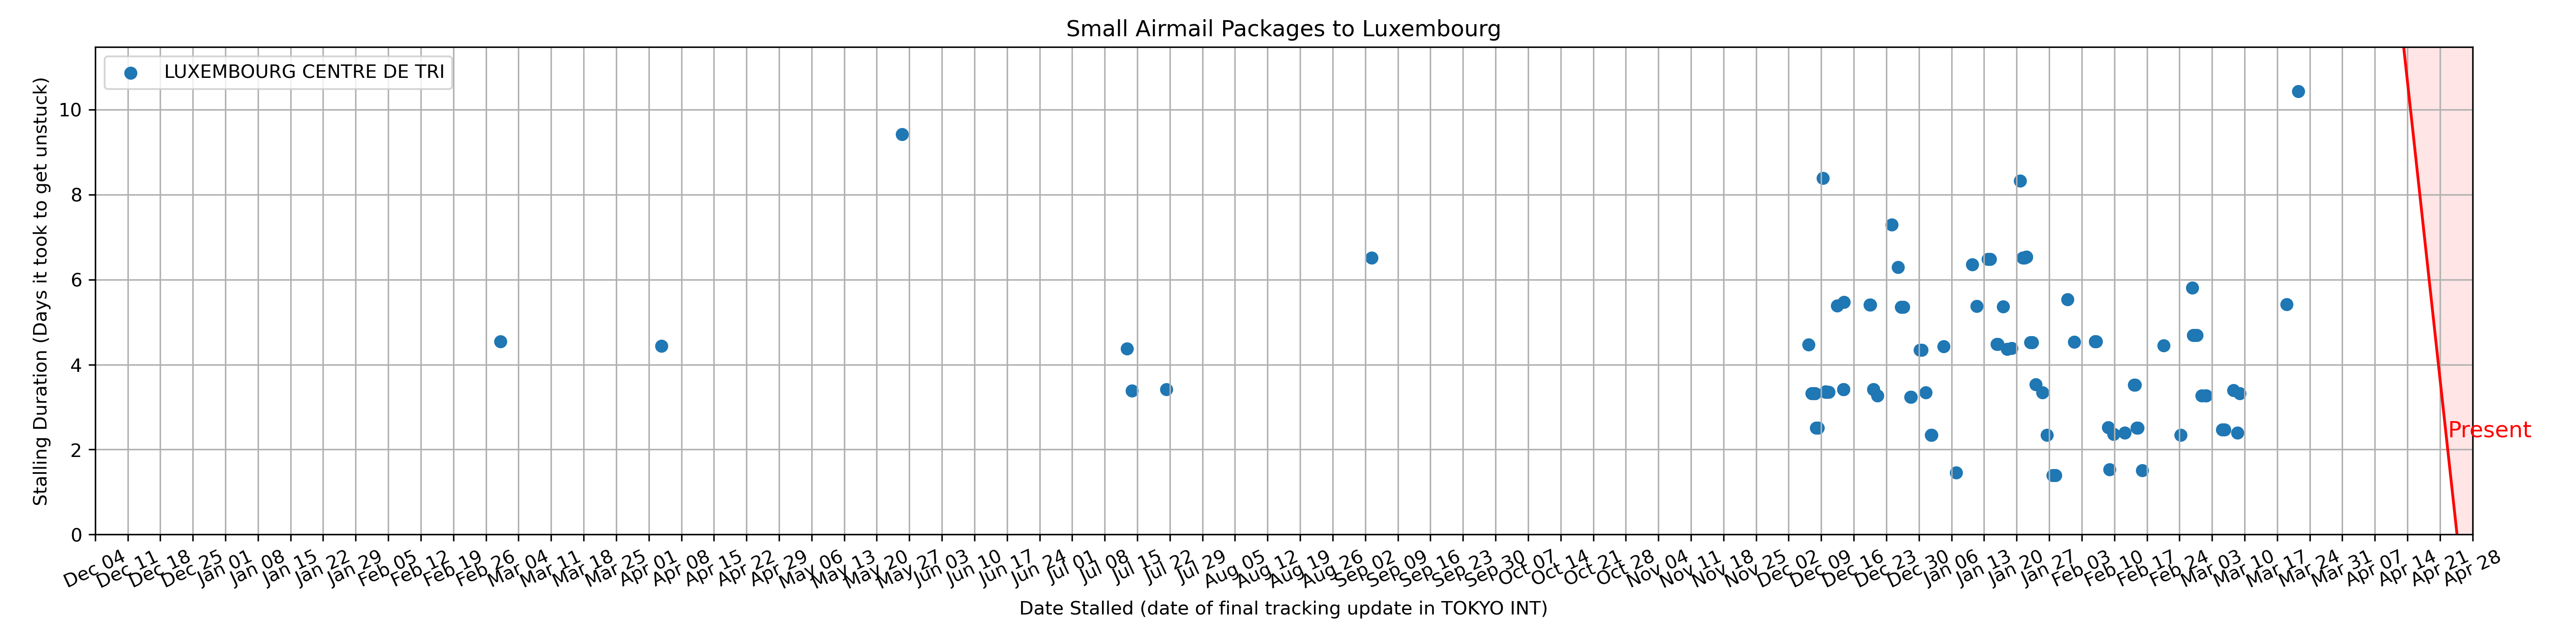 Small Airmail Packages to Luxembourg
LUXEMBOURG CENTRE DE TRI
Stalling Duration (Days it took to get unstuck)
10
8
6
4
2
0
Present
Dec 04 Dec 11 Dec 18 Dec 25 Jan 01 Jan 08 Jan 15 Jan 22 Jan 29 Feb 05 Feb 12 Feb 19 Feb 26 Mar 04 Mar 11 Mar 18 Mar 25 Apr 01 Apr 08 Apr 15 Apr 22 Apr 29 May 06 May 13 May 20 May 27 Jun 03 Jun 10 Jun 17 Jun 24 Jul 01 Jul 08 Jul 15 Jul 22 Jul 29 Aug 05 Aug 12 Aug 19 Aug 26 Sep 02 Sep 09 Sep 16 Sep 23 Sep 30 Oct 07 Oct 14 Oct 21 Oct 28 Nov 04 Nov 11 Nov 18 Nov 25 Dec 02 Dec 09 Dec 16 Dec 23 Dec 30 Jan 06 Jan 13 Jan 20 Jan 27 Feb 03 Feb 10 Feb 17 Feb 24 Mar 03 Mar 10 Mar 17 Mar 24 Mar 31 Apr 07 Apr 14 Apr 21 Apr 28
Date Stalled (date of final tracking update in TOKYO INT)